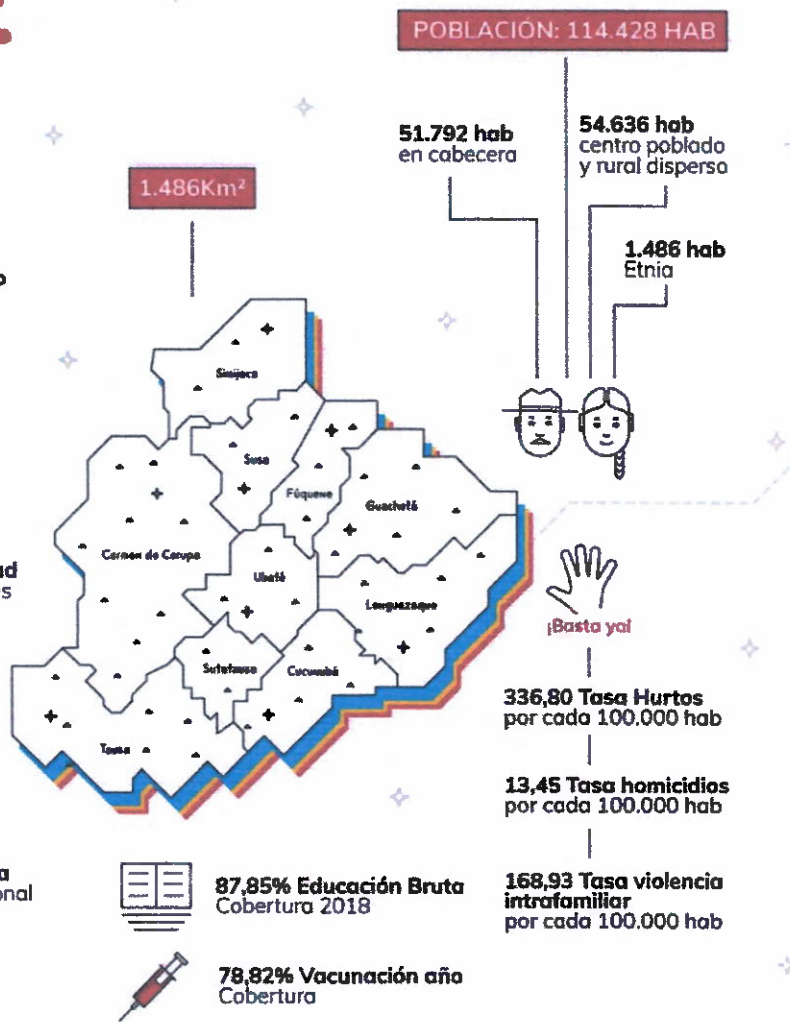 POBLACIÓN: 114.428 HAB
51.792 hab
en cabecera
54.636 hab
centro poblado
y rural disperso
1.486Km²
1.486 hab
Etnia
Simijaca
Susa
Fúquene
Guachetá
Carmen de Carupa
Ubaté
Lenguazaque
Sutatausa
Cucunubá
Tausa
¡Basta ya!
336,80 Tasa Hurtos
por cada 100.000 hab
13,45 Tasa homicidios
por cada 100.000 hab
168,93 Tasa violencia
intrafamiliar
por cada 100.000 hab
87,85% Educación Bruta
Cobertura 2018
78,82% Vacunación año
Cobertura